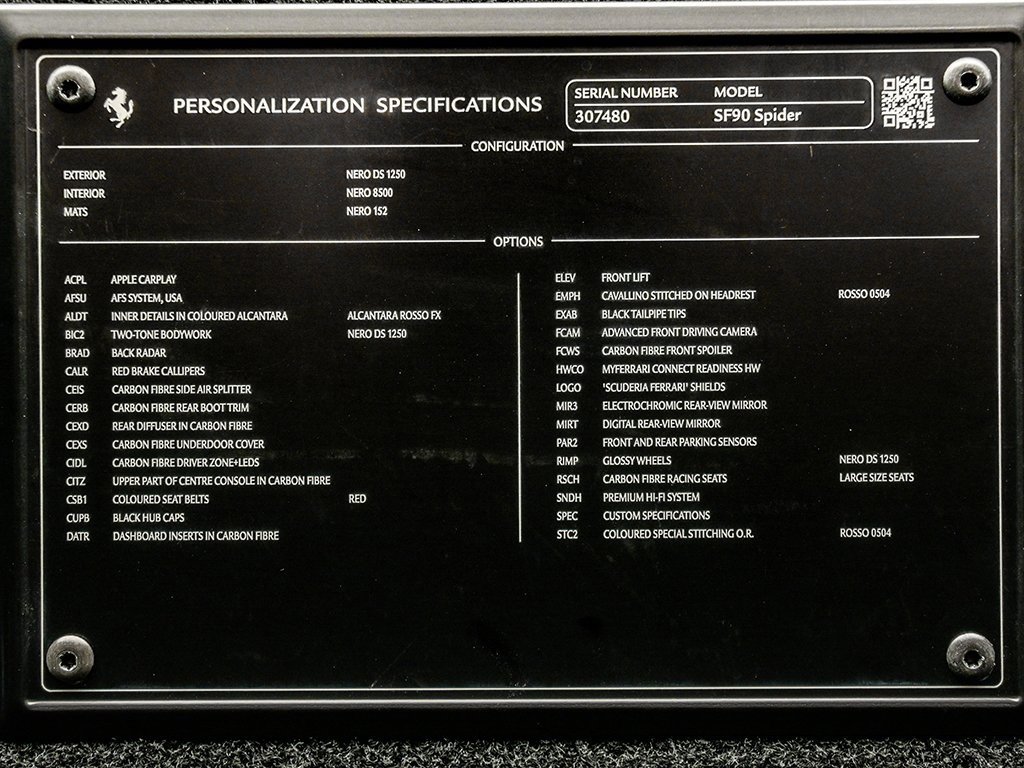 PERSONALIZATION SPECIFICATIONS
SERIAL NUMBER MODEL
307480 SF90 Spider
CONFIGURATION
EXTERIOR NERO DS 1250
INTERIOR NERO 8500
MATS NERO 152
OPTIONS
ACPL APPLE CARPLAY
AFSU AFS SYSTEM, USA
ALDT INNER DETAILS IN COLOURED ALCANTARA ALCANTARA ROSSO FX
BIC2 TWO-TONE BODYWORK NERO DS 1250
BRAD BACK RADAR
CALR RED BRAKE CALLIPERS
CEIS CARBON FIBRE SIDE AIR SPLITTER
CERB CARBON FIBRE REAR BOOT TRIM
CEXD REAR DIFFUSER IN CARBON FIBRE
CEXS CARBON FIBRE UNDERDOOR COVER
CIDL CARBON FIBRE DRIVER ZONE+LEDS
CITZ UPPER PART OF CENTRE CONSOLE IN CARBON FIBRE
CSB1 COLOURED SEAT BELTS RED
CUPB BLACK HUB CAPS
DATR DASHBOARD INSERTS IN CARBON FIBRE
ELEV FRONT LIFT
EMPH CAVALLINO STITCHED ON HEADREST ROSSO 0504
EXAB BLACK TAILPIPE TIPS
FCAM ADVANCED FRONT DRIVING CAMERA
FCWS CARBON FIBRE FRONT SPOILER
HWCO MYFERRARI CONNECT READINESS HW
LOGO 'SCUDERIA FERRARI' SHIELDS
MIR3 ELECTROCHROMIC REAR-VIEW MIRROR
MIRT DIGITAL REAR-VIEW MIRROR
PAR2 FRONT AND REAR PARKING SENSORS
RIMP GLOSSY WHEELS NERO DS 1250
RSCH CARBON FIBRE RACING SEATS LARGE SIZE SEATS
SNDH PREMIUM HI-FI SYSTEM
SPEC CUSTOM SPECIFICATIONS
STC2 COLOURED SPECIAL STITCHING O.R. ROSSO 0504